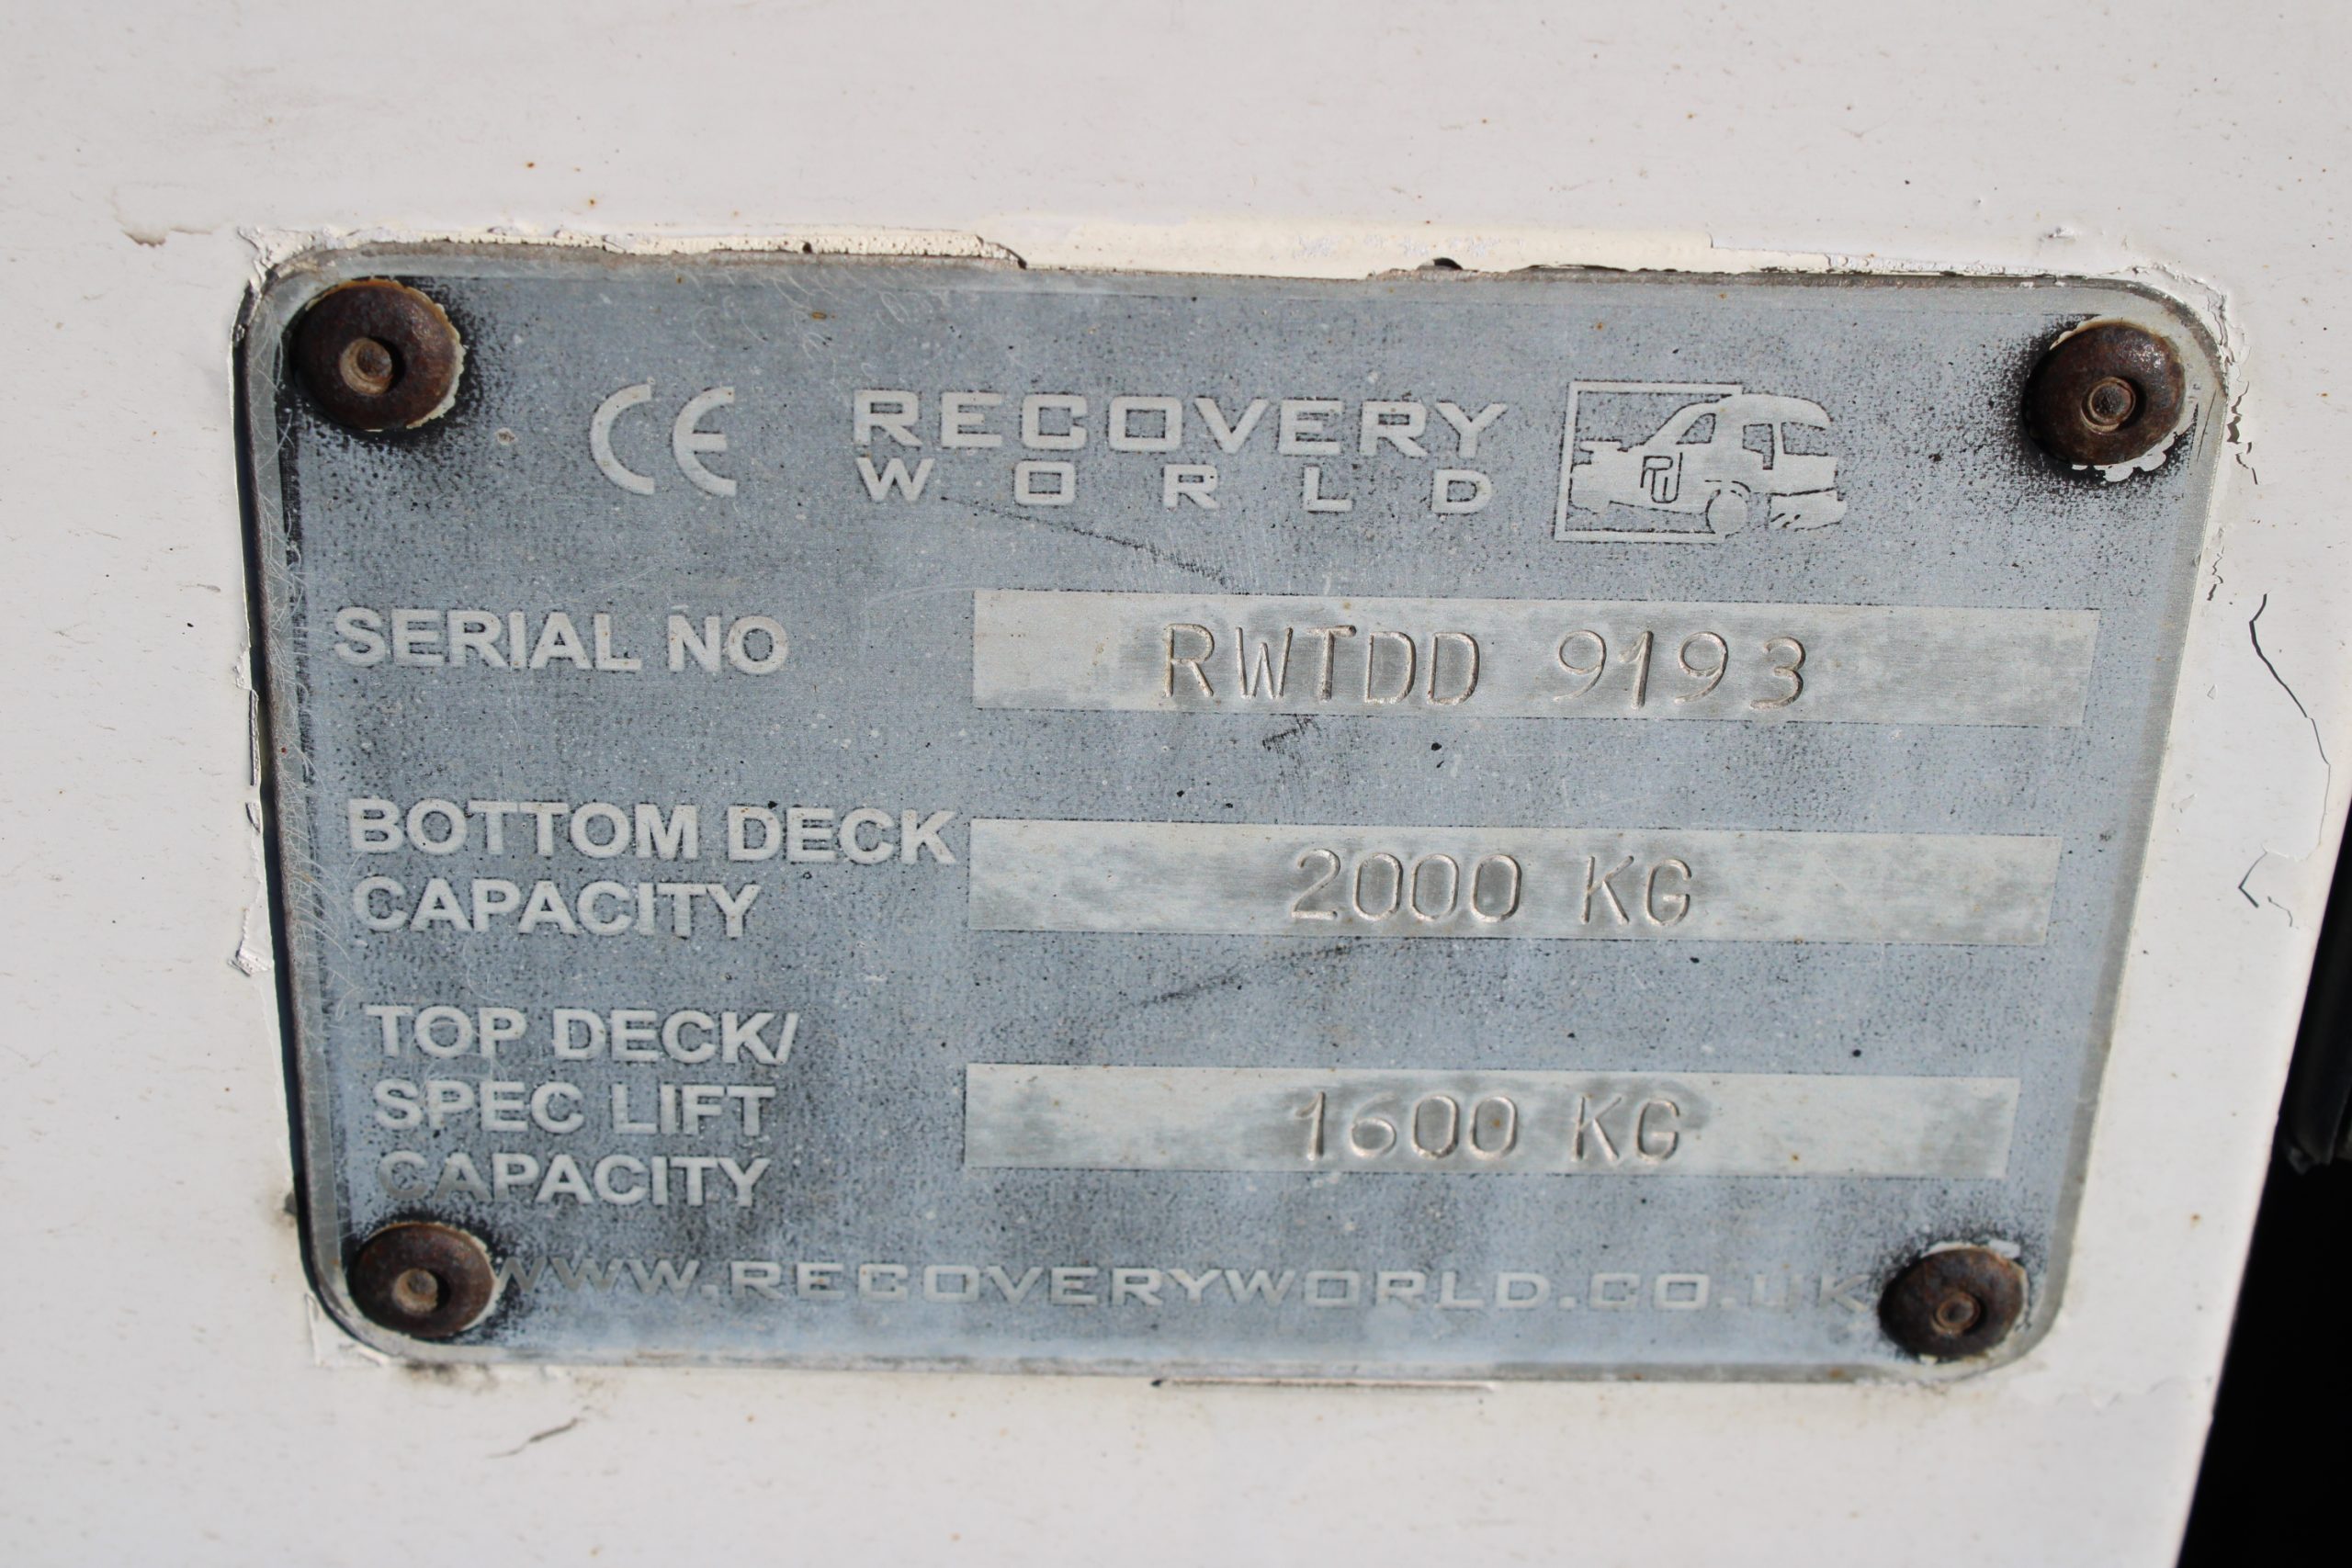 CE RECOVERY
WORLD
SERIAL NO RWTDD 9193
BOTTOM DECK
CAPACITY 2000 KG
TOP DECK/
SPEC LIFT 1600 KG
CAPACITY
WWW.RECOVERYWORLD.CO.UK